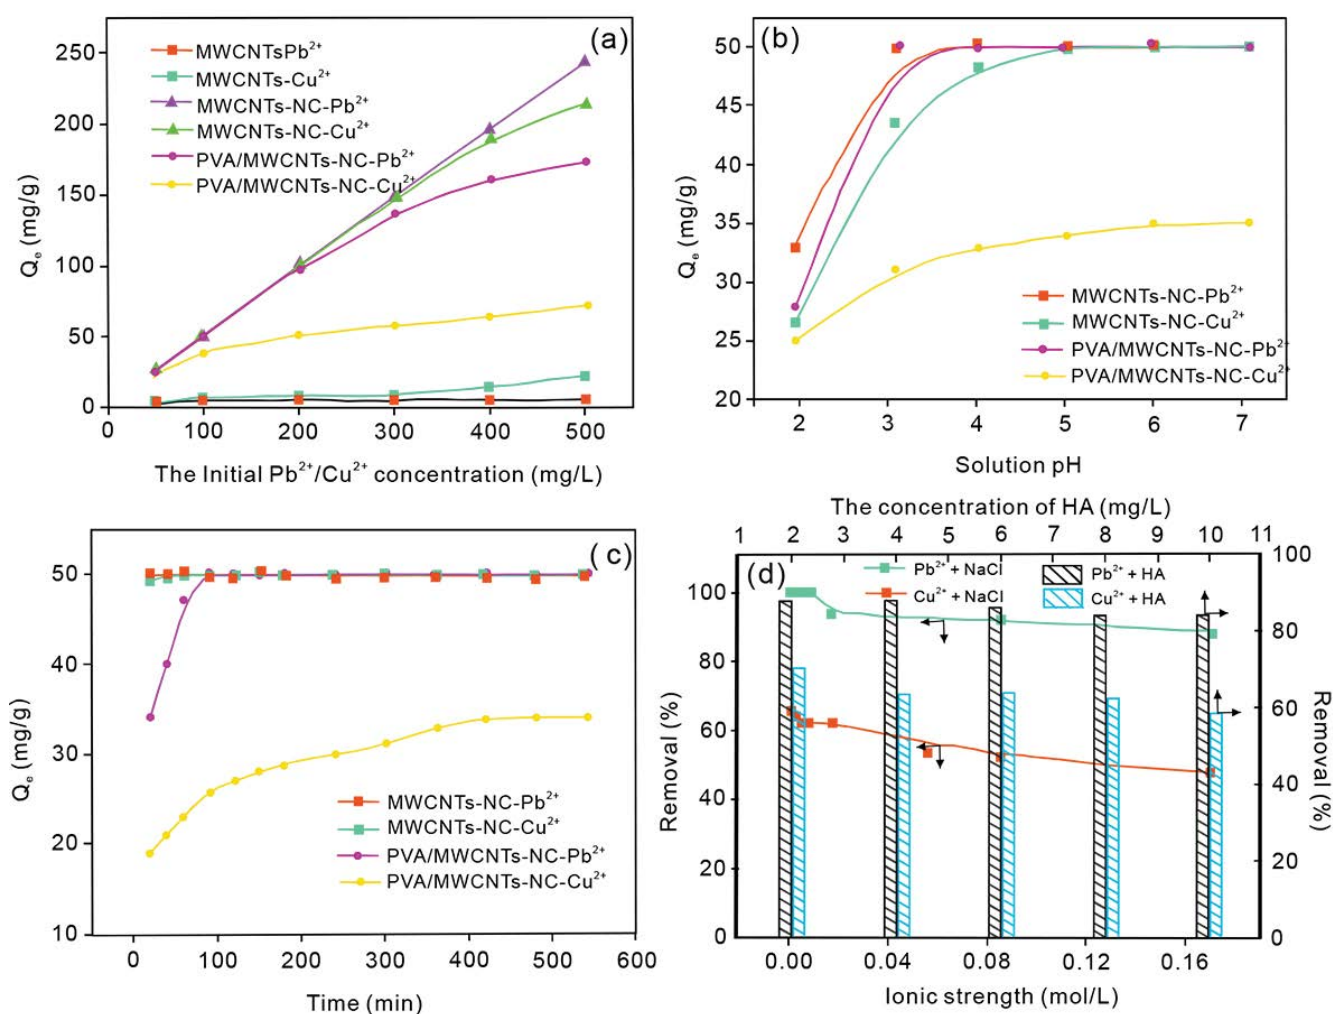 (a)
MWCNTsPb²⁺
MWCNTs-Cu²⁺
MWCNTs-NC-Pb²⁺
MWCNTs-NC-Cu²⁺
PVA/MWCNTs-NC-Pb²⁺
PVA/MWCNTs-NC-Cu²⁺
250
200
150
100
50
0
Qₑ (mg/g)
0 100 200 300 400 500
The Initial Pb²⁺/Cu²⁺ concentration (mg/L)
(b)
50
45
40
35
30
25
20
Qₑ (mg/g)
MWCNTs-NC-Pb²⁺
MWCNTs-NC-Cu²⁺
PVA/MWCNTs-NC-Pb²⁺
PVA/MWCNTs-NC-Cu²⁺
2 3 4 5 6 7
Solution pH
(c)
50
40
30
20
10
Qₑ (mg/g)
MWCNTs-NC-Pb²⁺
MWCNTs-NC-Cu²⁺
PVA/MWCNTs-NC-Pb²⁺
PVA/MWCNTs-NC-Cu²⁺
0 100 200 300 400 500 600
Time (min)
The concentration of HA (mg/L)
1 2 3 4 5 6 7 8 9 10 11
(d)
Pb²⁺ + NaCl
Cu²⁺ + NaCl
Pb²⁺ + HA
Cu²⁺ + HA
100
80
60
40
20
0
Removal (%)
100
80
60
40
20
0
Removal (%)
0.00 0.04 0.08 0.12 0.16
Ionic strength (mol/L)